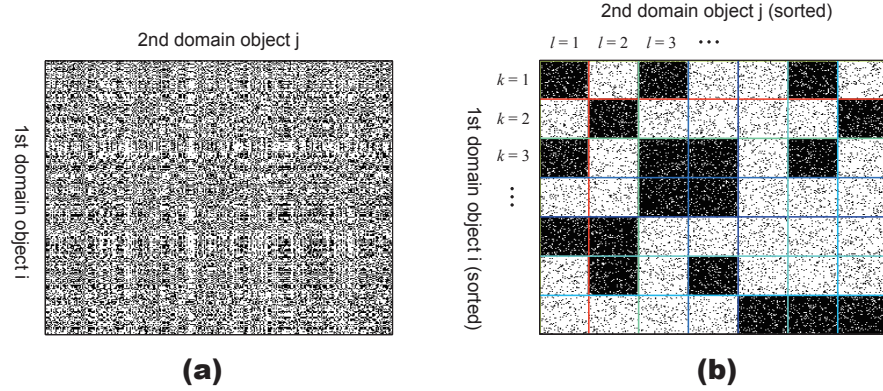 2nd domain object j
1st domain object i
(a)
2nd domain object j (sorted)
l = 1 l = 2 l = 3 ...
k = 1
k = 2
k = 3
⋮
1st domain object i (sorted)
(b)